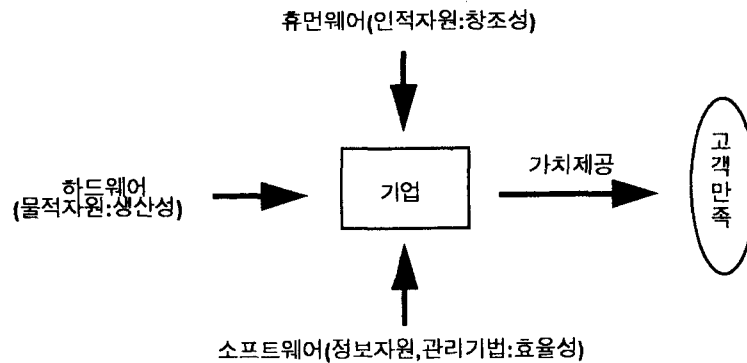 휴먼웨어(인적자원:창조성)
하드웨어
(물적자원:생산성)
기업
가치제공
고객만족
소프트웨어(정보자원,관리기법:효율성)